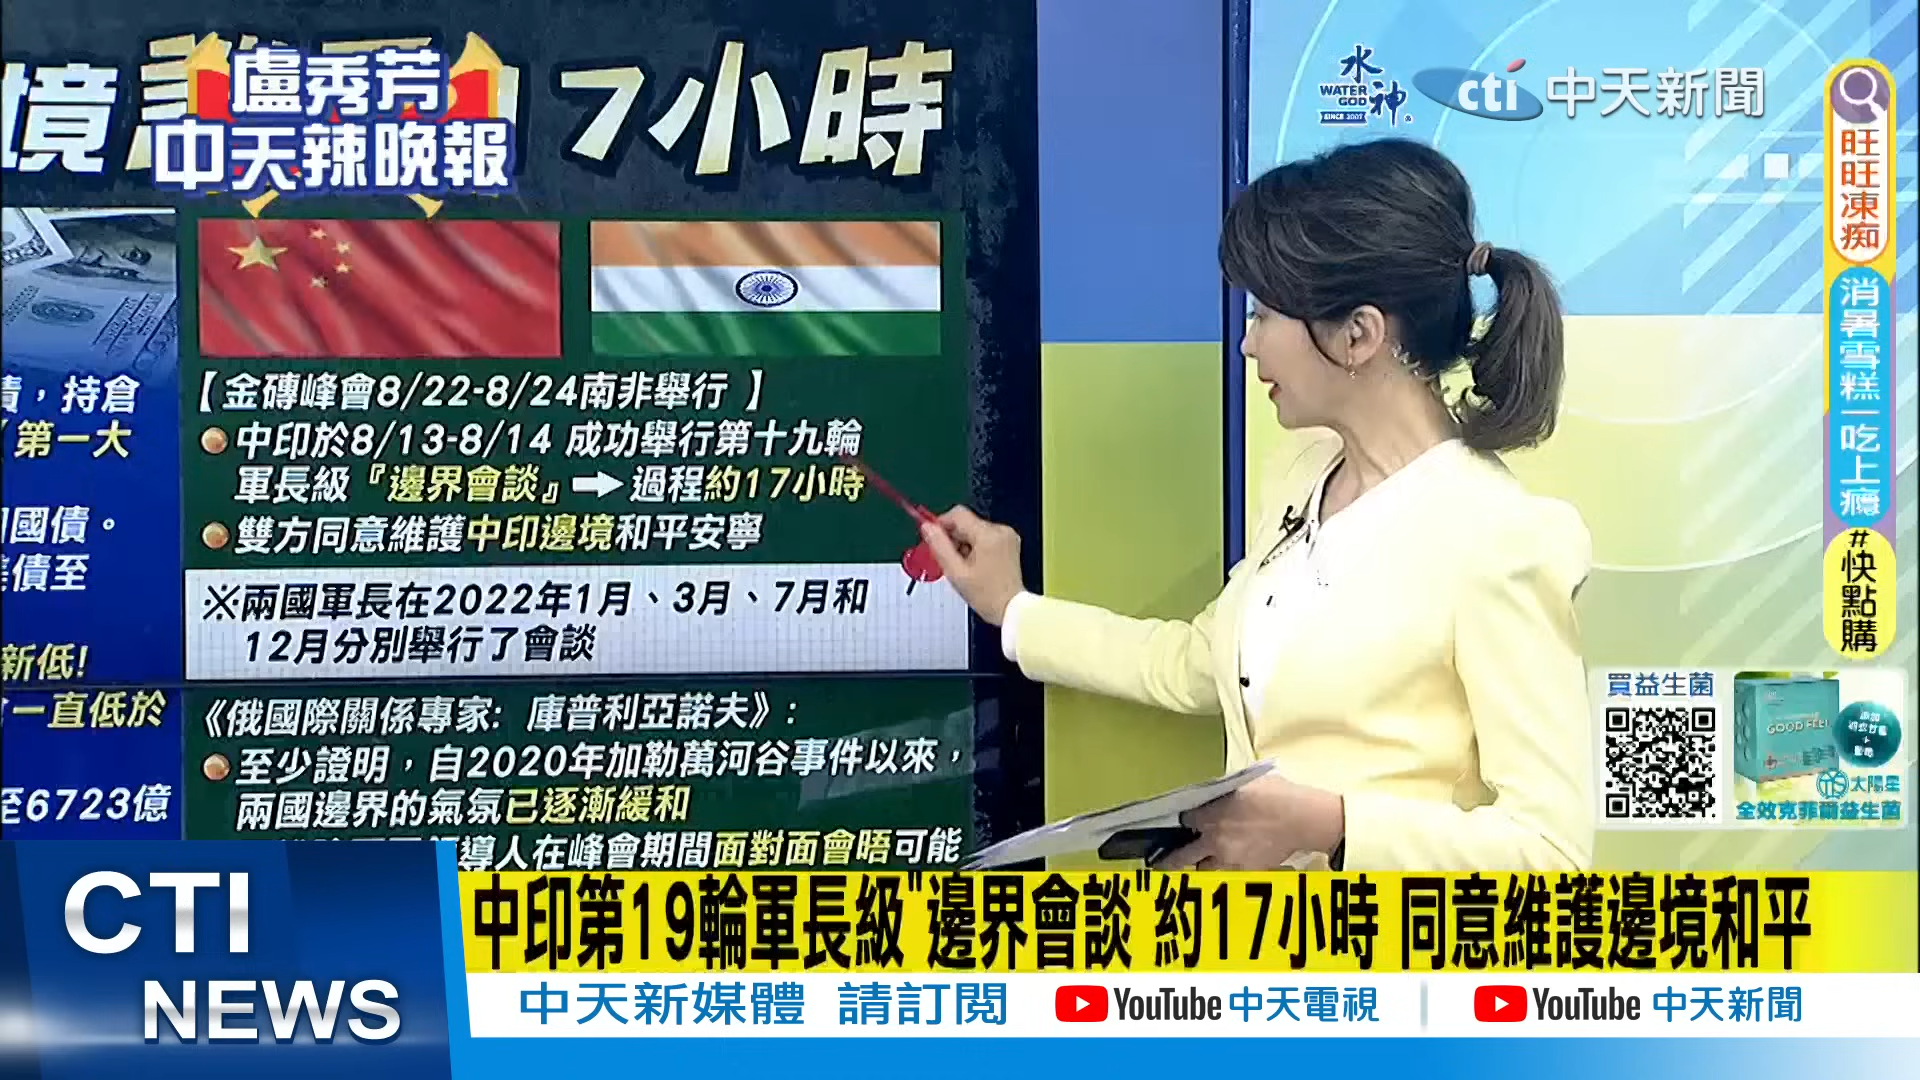 境
17小時
盧秀芳
中天辣晚報
水神
WATER
GOD
SINCE 2007
cti 中天新聞
旺旺凍痴
消暑雪糕一吃上癮
#快點購
債，持倉
第一大
國債。
債至
新低!
一直低於
至6723億
【金磚峰會8/22-8/24南非舉行 】
中印於8/13-8/14 成功舉行第十九輪
軍長級『邊界會談』➡過程約17小時
雙方同意維護中印邊境和平安寧
※兩國軍長在2022年1月、3月、7月和
12月分別舉行了會談
《俄國際關係專家: 庫普利亞諾夫》:
至少證明，自2020年加勒萬河谷事件以來，
兩國邊界的氣氛已逐漸緩和
導人在峰會期間面對面會晤可能
買益生菌
GOOD FEEL
太陽星
全效克菲爾益生菌
CTI
NEWS
中印第19輪軍長級"邊界會談"約17小時 同意維護邊境和平
中天新媒體 請訂閱 YouTube 中天電視 | YouTube 中天新聞